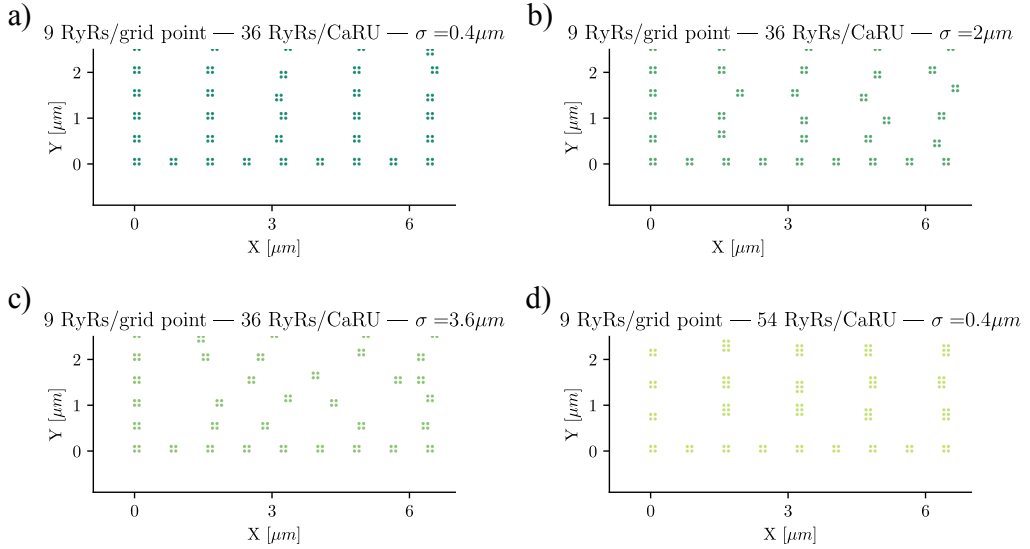 a)
9 RyRs/grid point — 36 RyRs/CaRU — σ =0.4μm
2
1
0
Y [μm]
0 3 6
X [μm]
b)
9 RyRs/grid point — 36 RyRs/CaRU — σ =2μm
2
1
0
Y [μm]
0 3 6
X [μm]
c)
9 RyRs/grid point — 36 RyRs/CaRU — σ =3.6μm
2
1
0
Y [μm]
0 3 6
X [μm]
d)
9 RyRs/grid point — 54 RyRs/CaRU — σ =0.4μm
2
1
0
Y [μm]
0 3 6
X [μm]